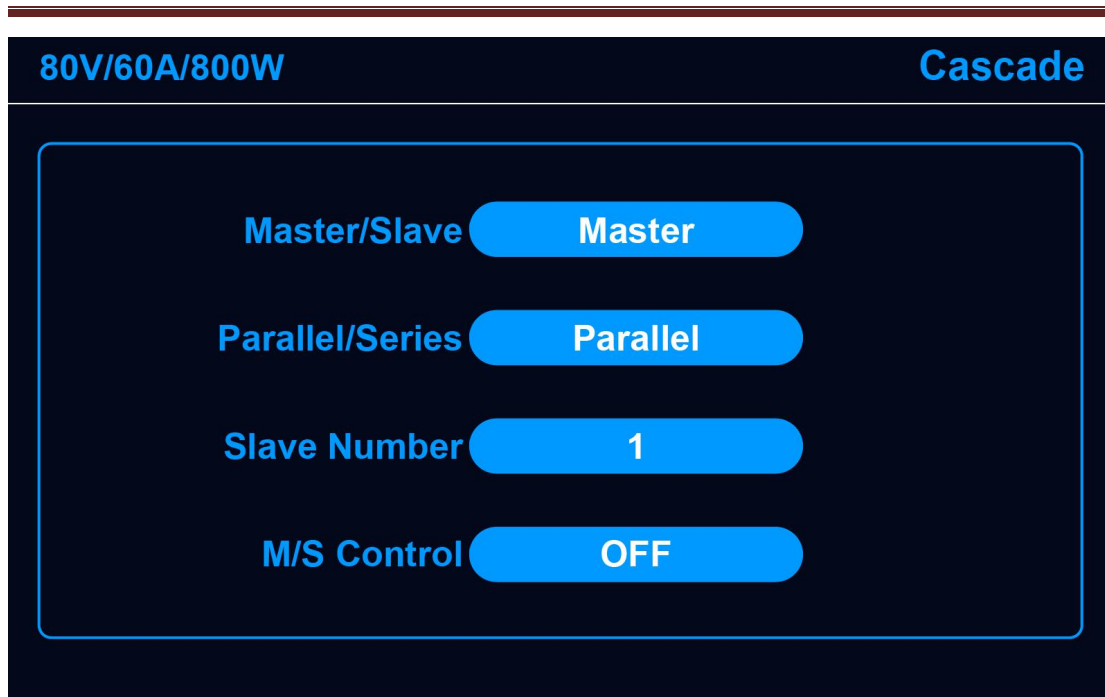 80V/60A/800W Cascade
Master/Slave Master
Parallel/Series Parallel
Slave Number 1
M/S Control OFF